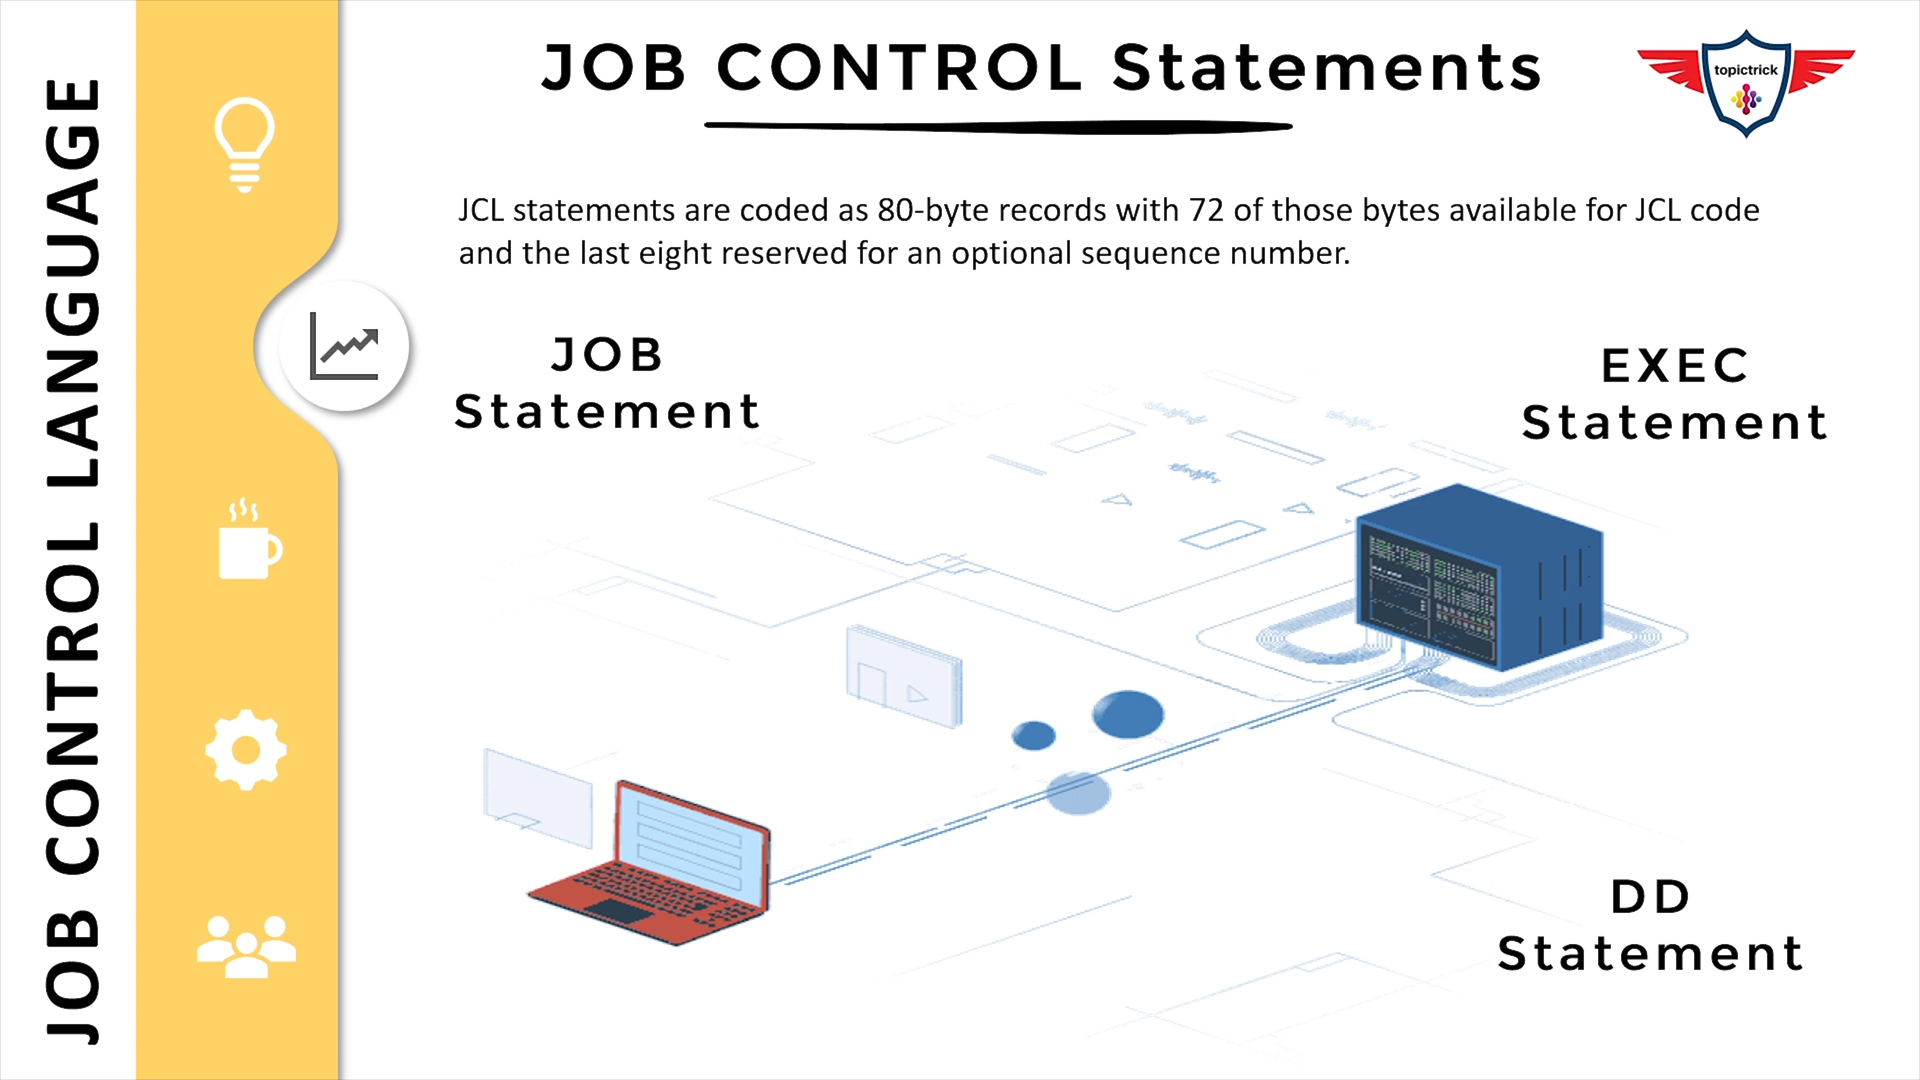 JOB CONTROL LANGUAGE
JOB CONTROL Statements
topictrick
JCL statements are coded as 80-byte records with 72 of those bytes available for JCL code
and the last eight reserved for an optional sequence number.
JOB
Statement
EXEC
Statement
DD
Statement